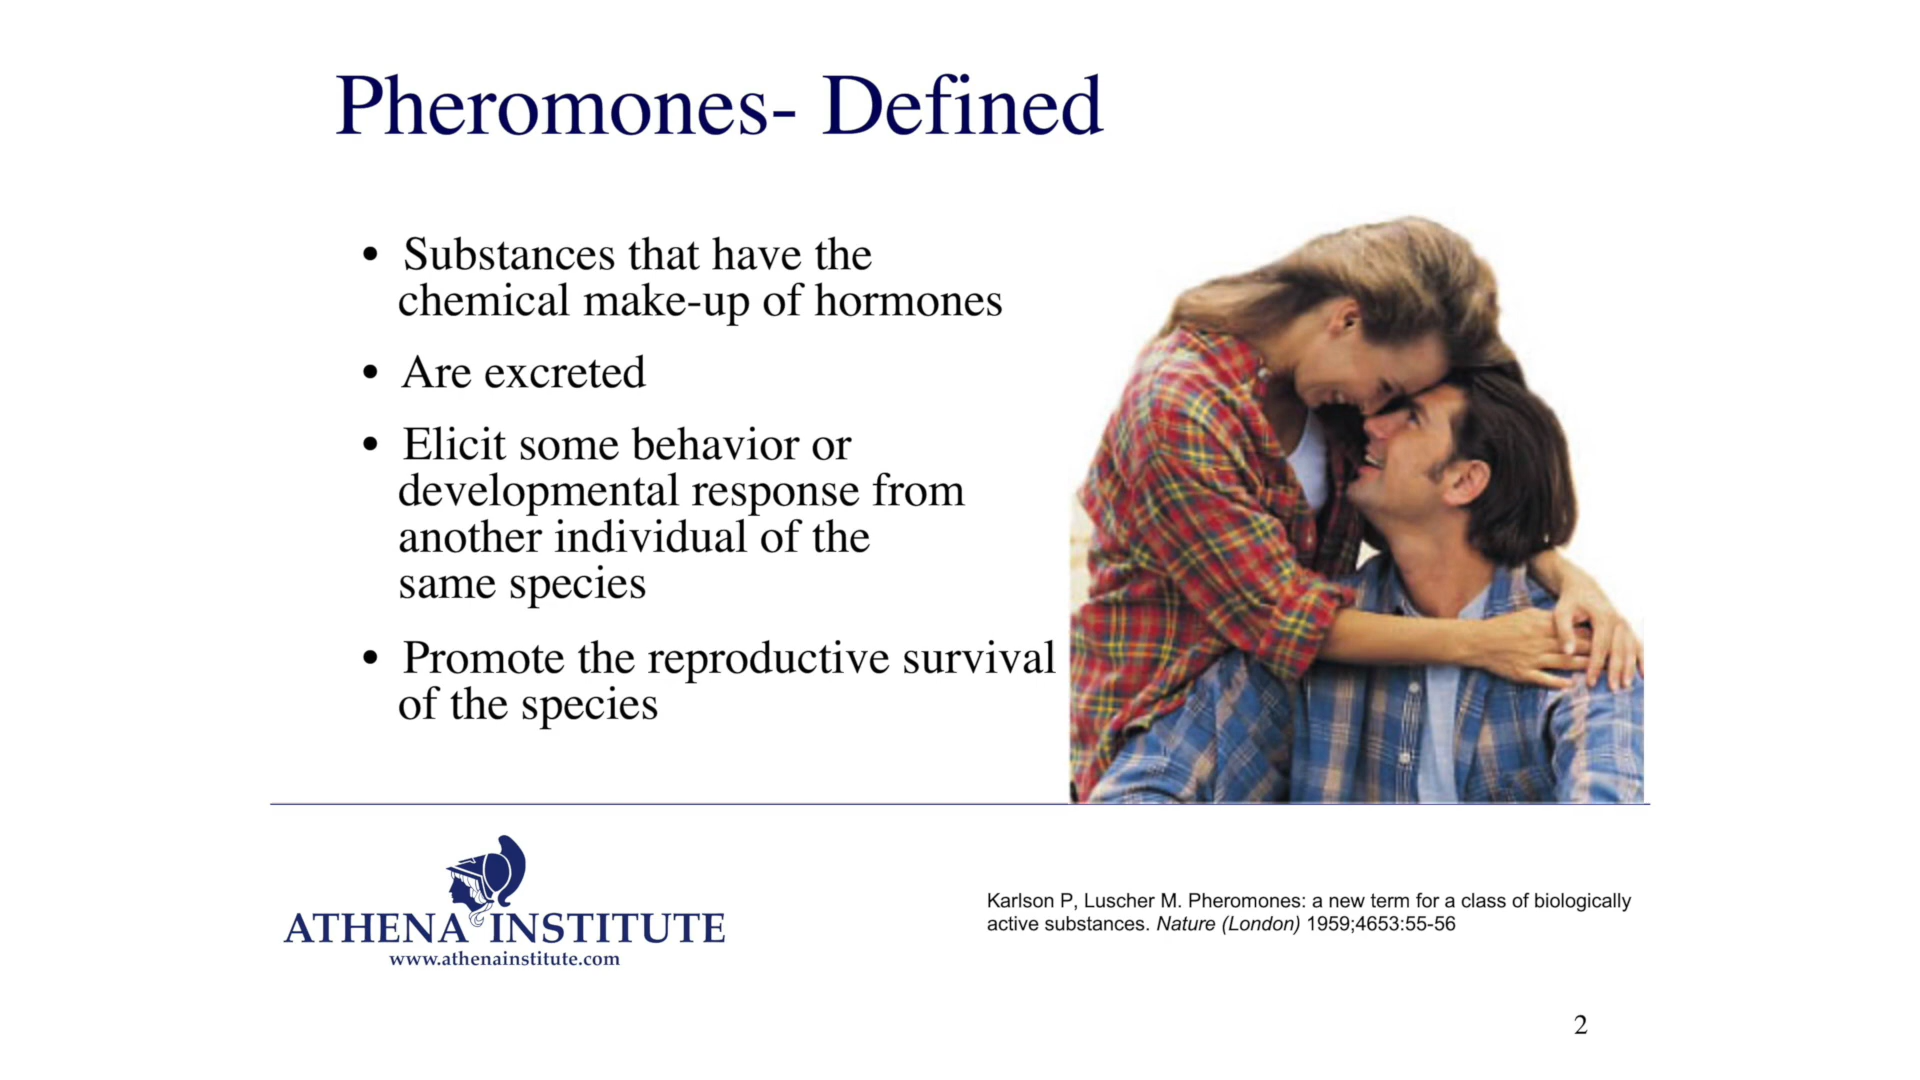 Pheromones- Defined
• Substances that have the
chemical make-up of hormones
• Are excreted
• Elicit some behavior or
developmental response from
another individual of the
same species
• Promote the reproductive survival
of the species
ATHENA INSTITUTE
www.athenainstitute.com
Karlson P, Luscher M. Pheromones: a new term for a class of biologically
active substances. Nature (London) 1959;4653:55-56
2